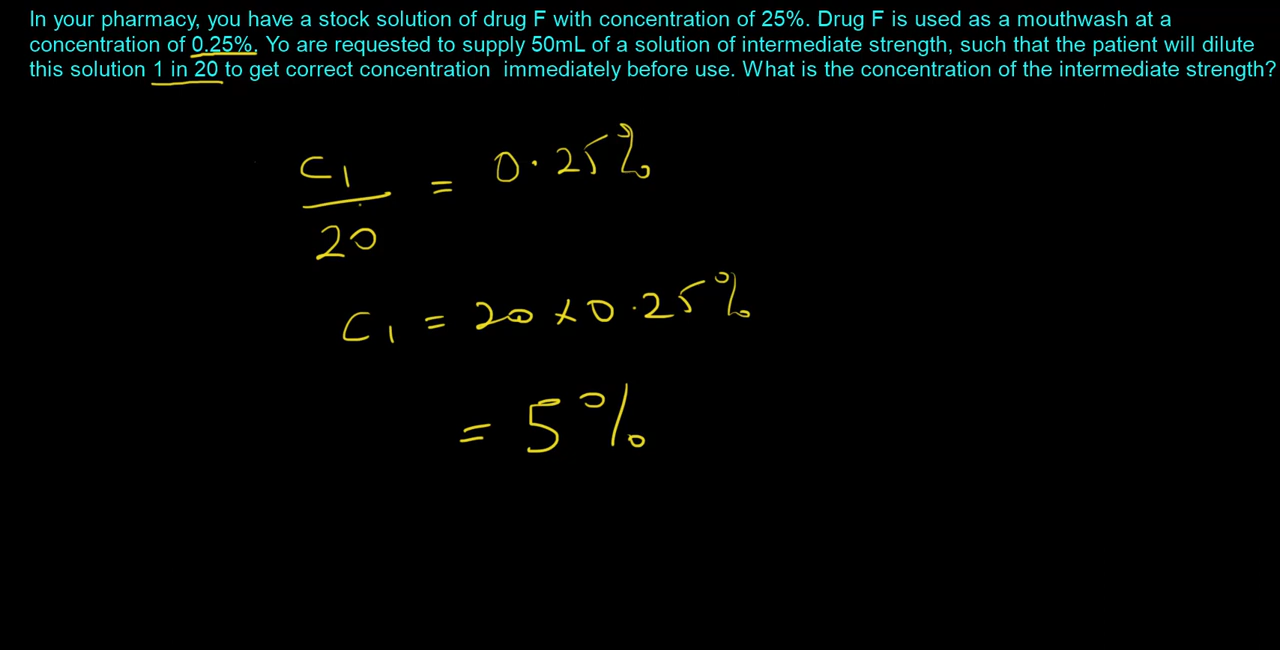 In your pharmacy, you have a stock solution of drug F with concentration of 25%. Drug F is used as a mouthwash at a
concentration of 0.25%. Yo are requested to supply 50mL of a solution of intermediate strength, such that the patient will dilute
this solution 1 in 20 to get correct concentration immediately before use. What is the concentration of the intermediate strength?
C1/20 = 0.25%
C1 = 20 × 0.25%
= 5%